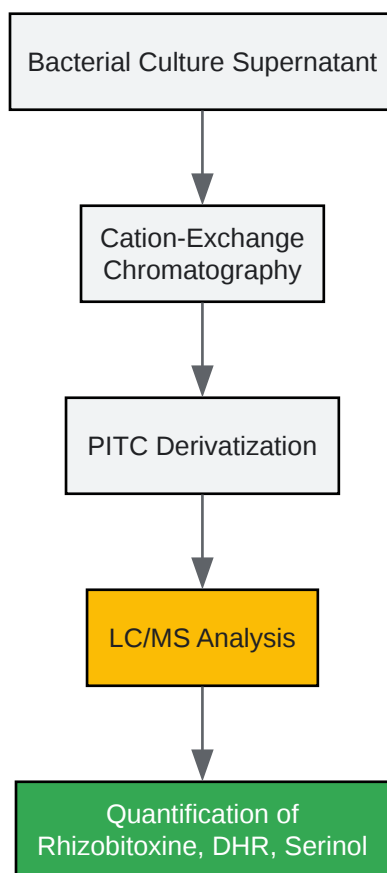 Bacterial Culture Supernatant
Cation-Exchange
Chromatography
PITC Derivatization
LC/MS Analysis
Quantification of
Rhizobitoxine, DHR, Serinol